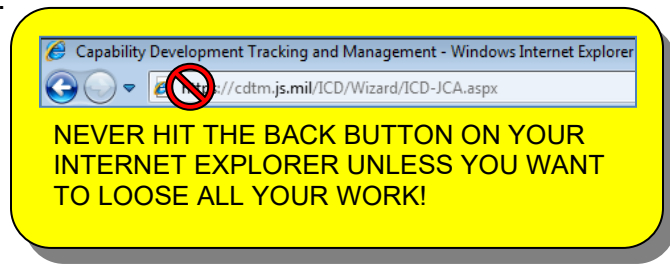 Capability Development Tracking and Management - Windows Internet Explorer
https://cdtm.js.mil/ICD/Wizard/ICD-JCA.aspx
NEVER HIT THE BACK BUTTON ON YOUR
INTERNET EXPLORER UNLESS YOU WANT
TO LOOSE ALL YOUR WORK!